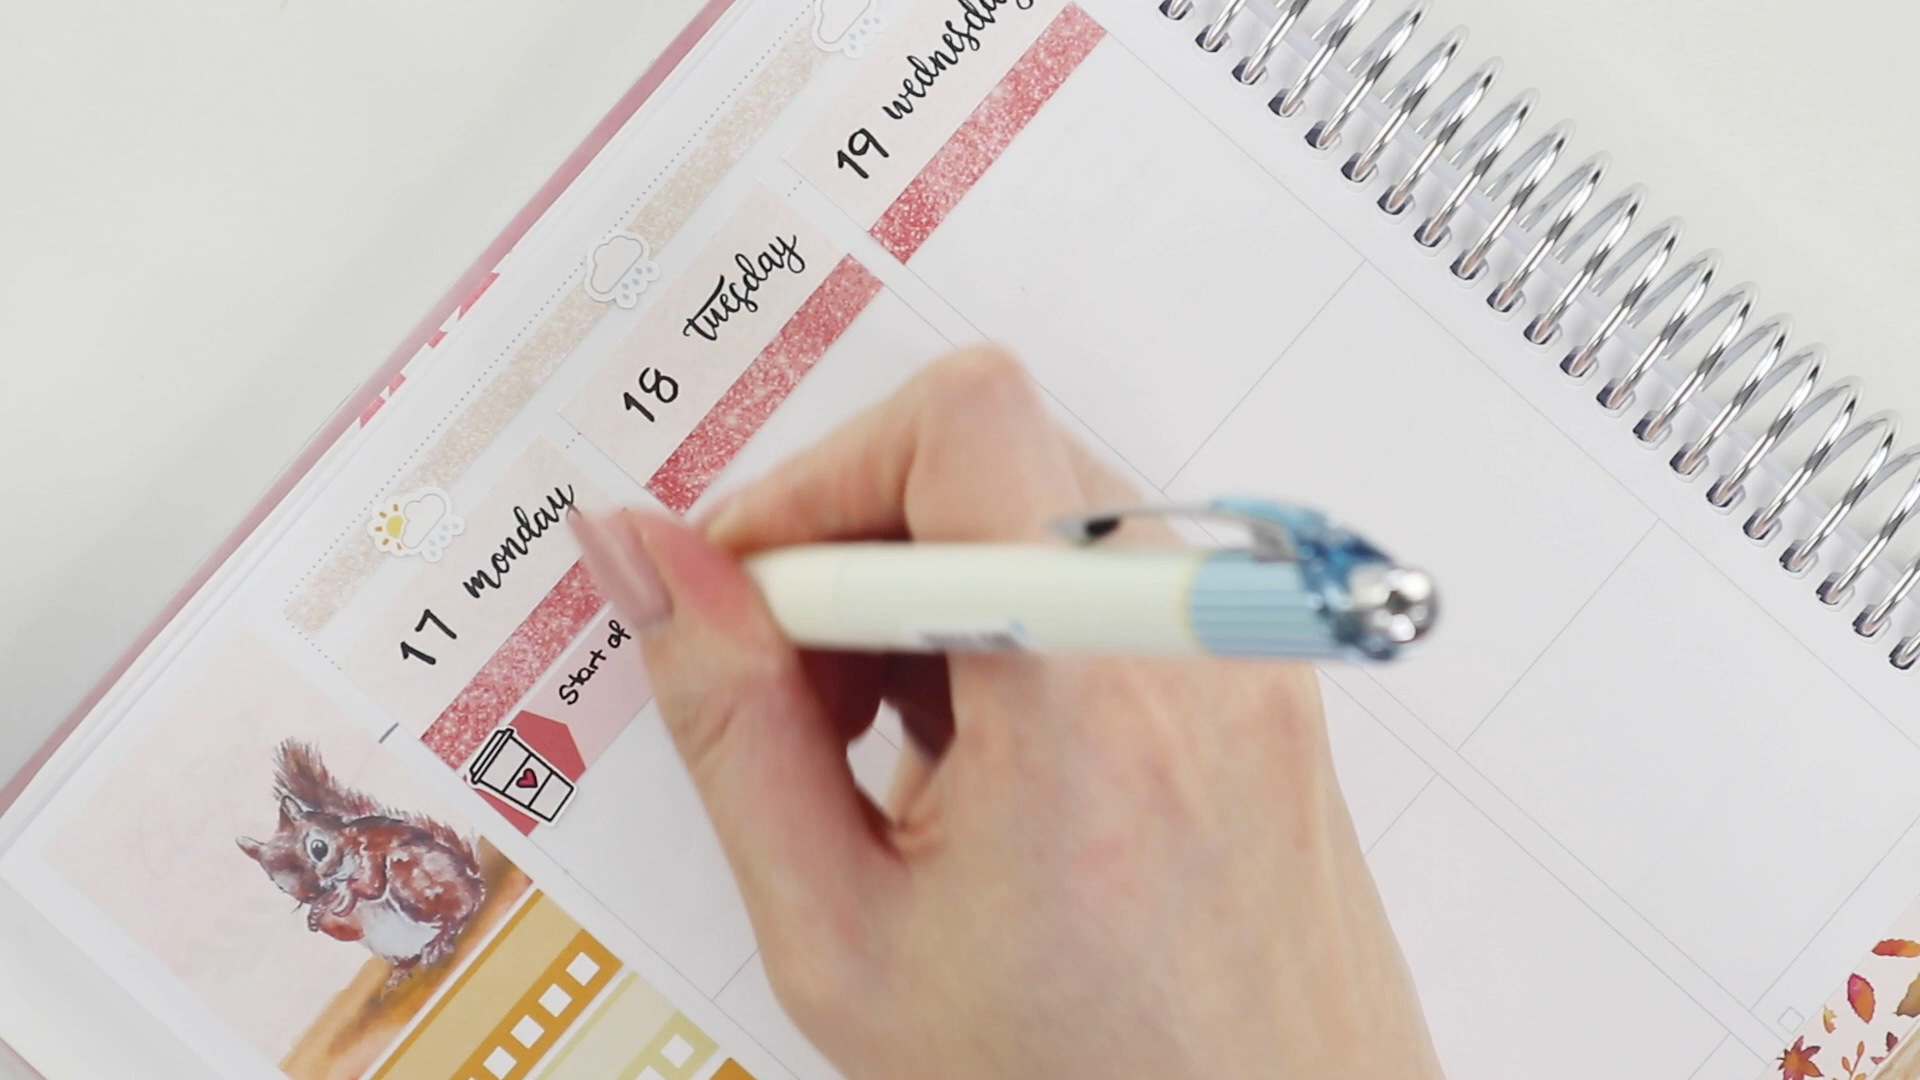 17 monday
Start of
18 tuesday
19 wednesday